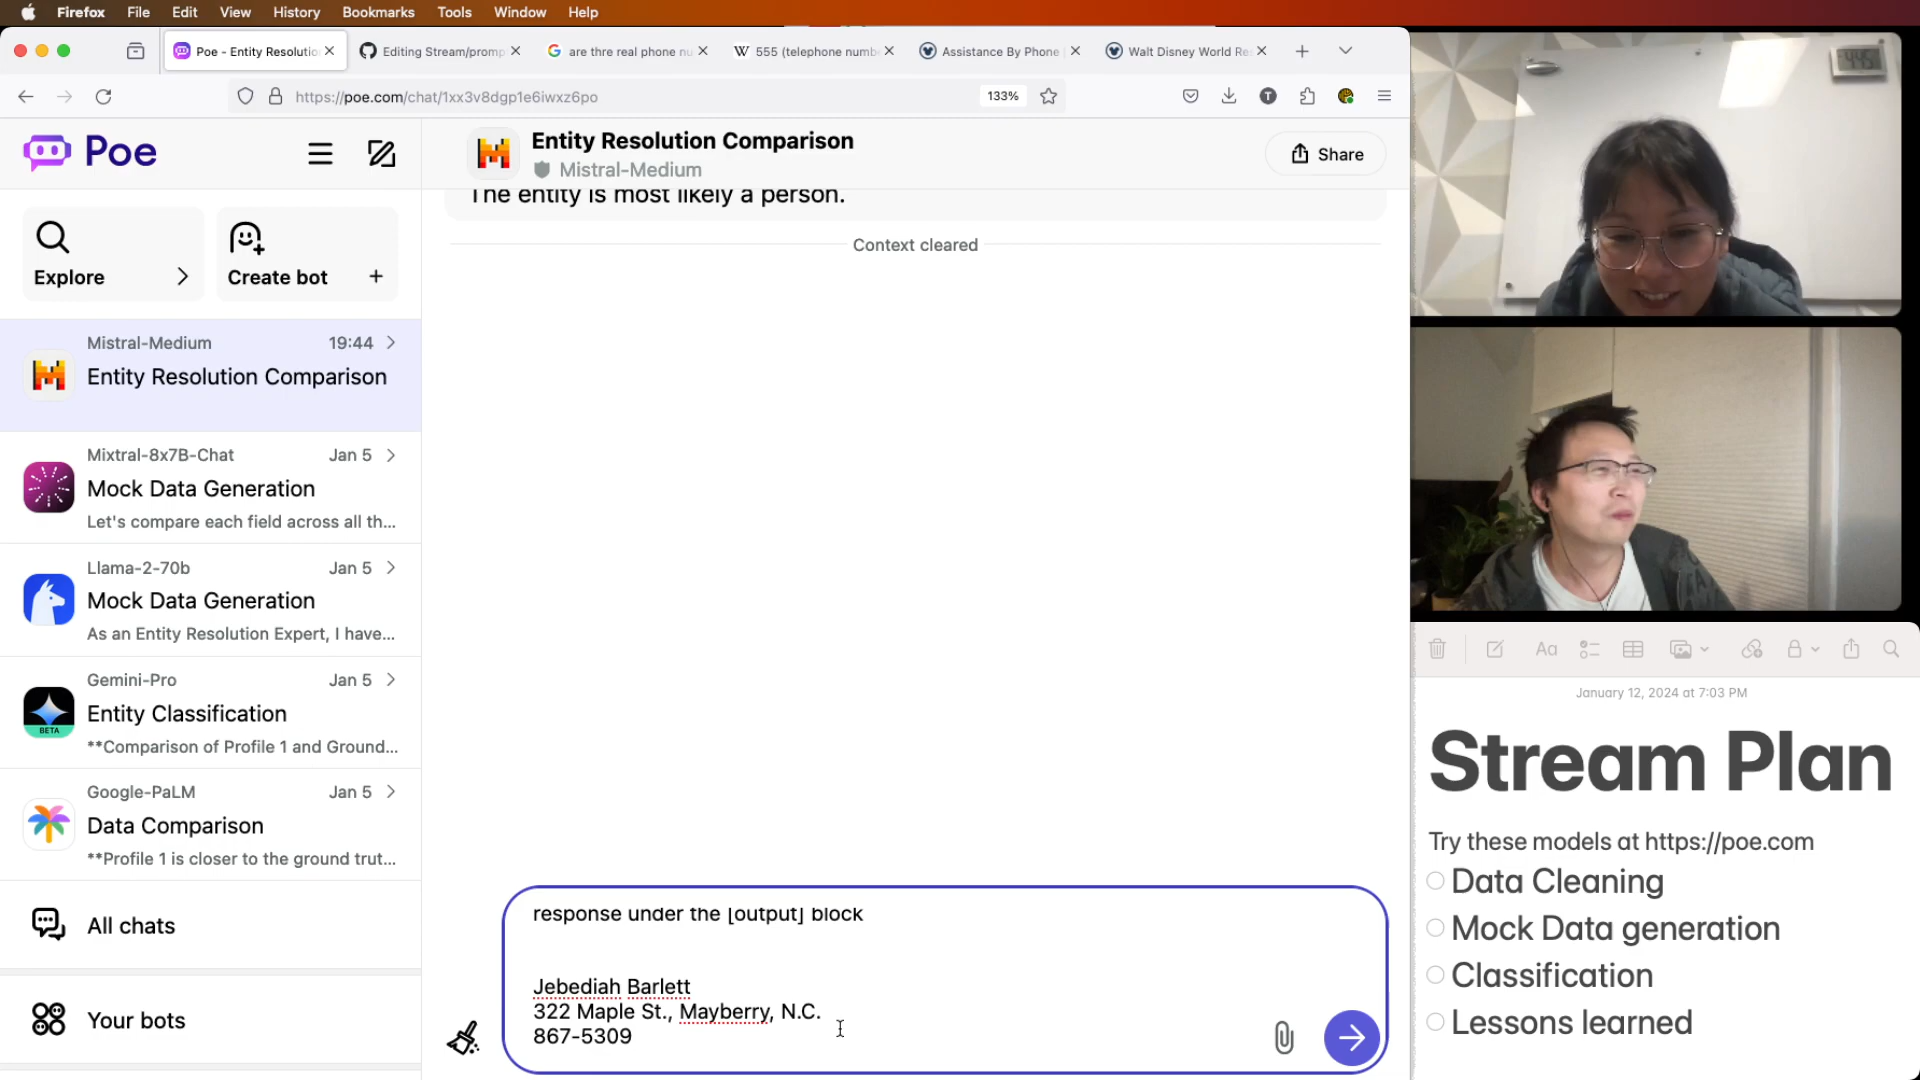 Firefox File Edit View History Bookmarks Tools Window Help
Poe - Entity Resolutio
Editing Stream/promp
are thre real phone nu
555 (telephone numb
Assistance By Phone
Walt Disney World Re
https://poe.com/chat/1xx3v8dgp1e6iwxz6po
133%
T
Poe
Entity Resolution Comparison
Mistral-Medium
Share
The entity is most likely a person.
Context cleared
Explore
Create bot
Mistral-Medium 19:44
Entity Resolution Comparison
Mixtral-8x7B-Chat Jan 5
Mock Data Generation
Let's compare each field across all th...
Llama-2-70b Jan 5
Mock Data Generation
As an Entity Resolution Expert, I have...
Gemini-Pro Jan 5
BETA
Entity Classification
**Comparison of Profile 1 and Ground...
Google-PaLM Jan 5
Data Comparison
**Profile 1 is closer to the ground trut...
All chats
Your bots
response under the [output] block
Jebediah Barlett
322 Maple St., Mayberry, N.C.
867-5309
4:45
Aa
January 12, 2024 at 7:03 PM
Stream Plan
Try these models at https://poe.com
Data Cleaning
Mock Data generation
Classification
Lessons learned